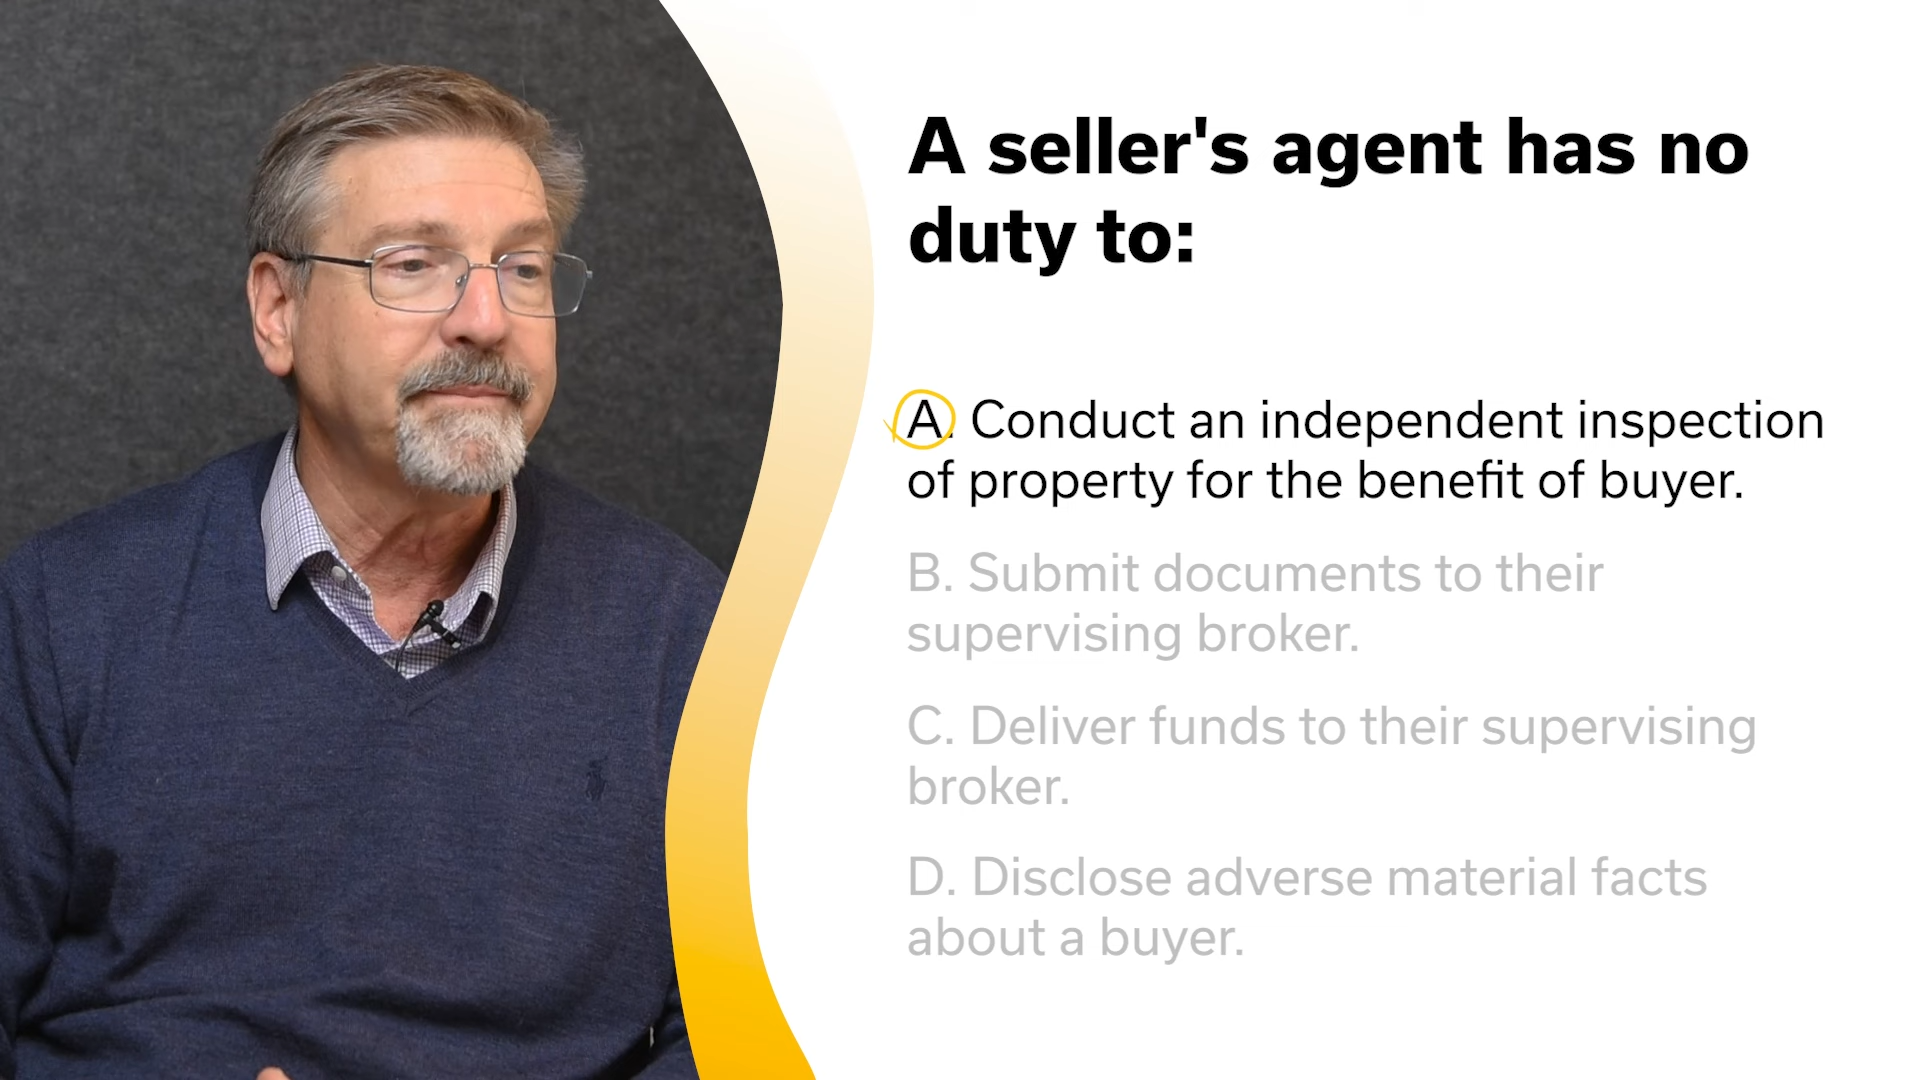 A seller's agent has no
duty to:
A. Conduct an independent inspection
of property for the benefit of buyer.
B. Submit documents to their
supervising broker.
C. Deliver funds to their supervising
broker.
D. Disclose adverse material facts
about a buyer.